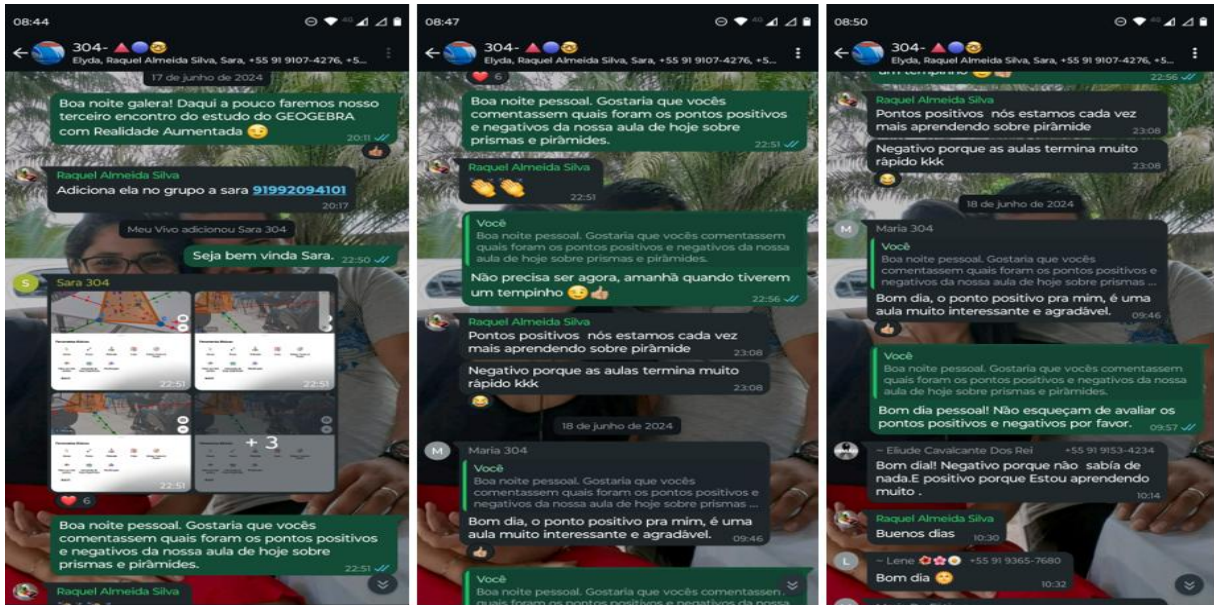 08:44
4G
304-
Elyda, Raquel Almeida Silva, Sara, +55 91 9107-4276, +5...
17 de junho de 2024
Boa noite galera! Daqui a pouco faremos nosso
terceiro encontro do estudo do GEOGEBRA
com Realidade Aumentada 😉
20:11
Raquel Almeida Silva
Adiciona ela no grupo a sara 91992094101
20:17
Meu Vivo adicionou Sara 304
Seja bem vinda Sara. 22:50
S
Sara 304
22:51
22:51
22:51
+ 3
6
Boa noite pessoal. Gostaria que vocês
comentassem quais foram os pontos positivos
e negativos da nossa aula de hoje sobre
prismas e pirâmides.
22:51
Raquel Almeida Silva
08:47
4G
304-
Elyda, Raquel Almeida Silva, Sara, +55 91 9107-4276, +5...
6
Boa noite pessoal. Gostaria que vocês
comentassem quais foram os pontos positivos
e negativos da nossa aula de hoje sobre
prismas e pirâmides.
22:51
Raquel Almeida Silva
22:51
Você
Boa noite pessoal. Gostaria que vocês comentassem
quais foram os pontos positivos e negativos da nossa
aula de hoje sobre prismas e pirâmides.
Não precisa ser agora, amanhã quando tiverem
um tempinho 😉👍
22:56
Raquel Almeida Silva
Pontos positivos nós estamos cada vez
mais aprendendo sobre pirâmide
23:08
Negativo porque as aulas termina muito
rápido kkk
23:08
18 de junho de 2024
M
Maria 304
Você
Boa noite pessoal. Gostaria que vocês
comentassem quais foram os pontos positivos e
negativos da nossa aula de hoje sobre prismas ...
Bom dia, o ponto positivo pra mim, é uma
aula muito interessante e agradável.
09:46
Você
Boa noite pessoal. Gostaria que vocês comentassem
quais foram os pontos positivos e negativos da nossa
08:50
4G
304-
Elyda, Raquel Almeida Silva, Sara, +55 91 9107-4276, +5...
um tempinho
22:56
Raquel Almeida Silva
Pontos positivos nós estamos cada vez
mais aprendendo sobre pirâmide
23:08
Negativo porque as aulas termina muito
rápido kkk
23:08
18 de junho de 2024
M
Maria 304
Você
Boa noite pessoal. Gostaria que vocês
comentassem quais foram os pontos positivos e
negativos da nossa aula de hoje sobre prismas ...
Bom dia, o ponto positivo pra mim, é uma
aula muito interessante e agradável.
09:46
Você
Boa noite pessoal. Gostaria que vocês comentassem
quais foram os pontos positivos e negativos da nossa
aula de hoje sobre prismas e pirâmides.
Bom dia pessoal! Não esqueçam de avaliar os
pontos positivos e negativos por favor.
09:57
~ Eliude Cavalcante Dos Rei +55 91 9153-4234
Bom dial! Negativo porque não sabía de
nada.E positivo porque Estou aprendendo
muito .
10:14
Raquel Almeida Silva
Buenos dias
10:30
L
~ Lene +55 91 9365-7680
Bom dia
10:32